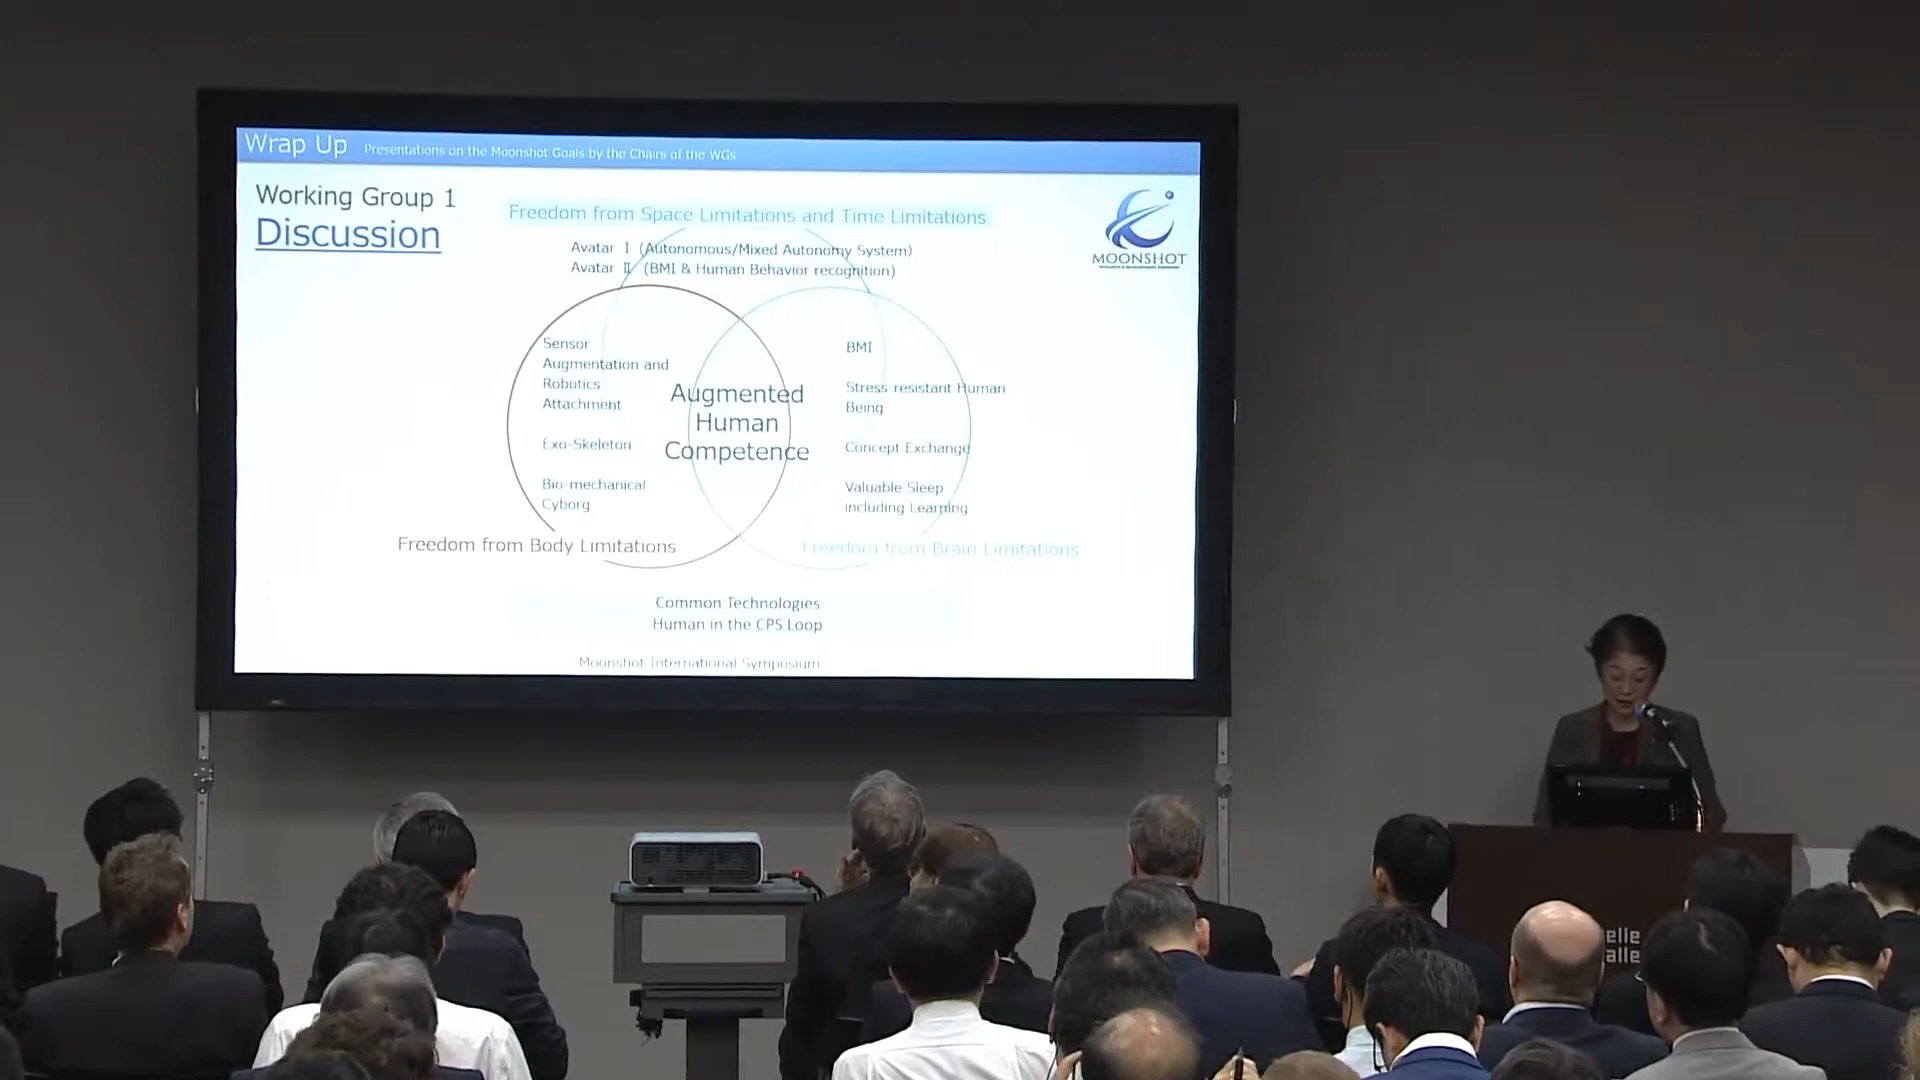 Wrap Up Presentations on the Moonshot Goals by the Chairs of the WGs
Working Group 1
Discussion
MOONSHOT
Freedom from Space Limitations and Time Limitations
Avatar Ⅰ (Autonomous/Mixed Autonomy System)
Avatar Ⅱ (BMI & Human Behavior recognition)
Sensor
Augmentation and
Robotics
Attachment
Exo-Skeleton
Bio-mechanical
Cyborg
Augmented
Human
Competence
BMI
Stress-resistant Human
Being
Concept Exchange
Valuable Sleep
including Learning
Freedom from Body Limitations
Freedom from Brain Limitations
Common Technologies
Human in the CPS Loop
Moonshot International Symposium